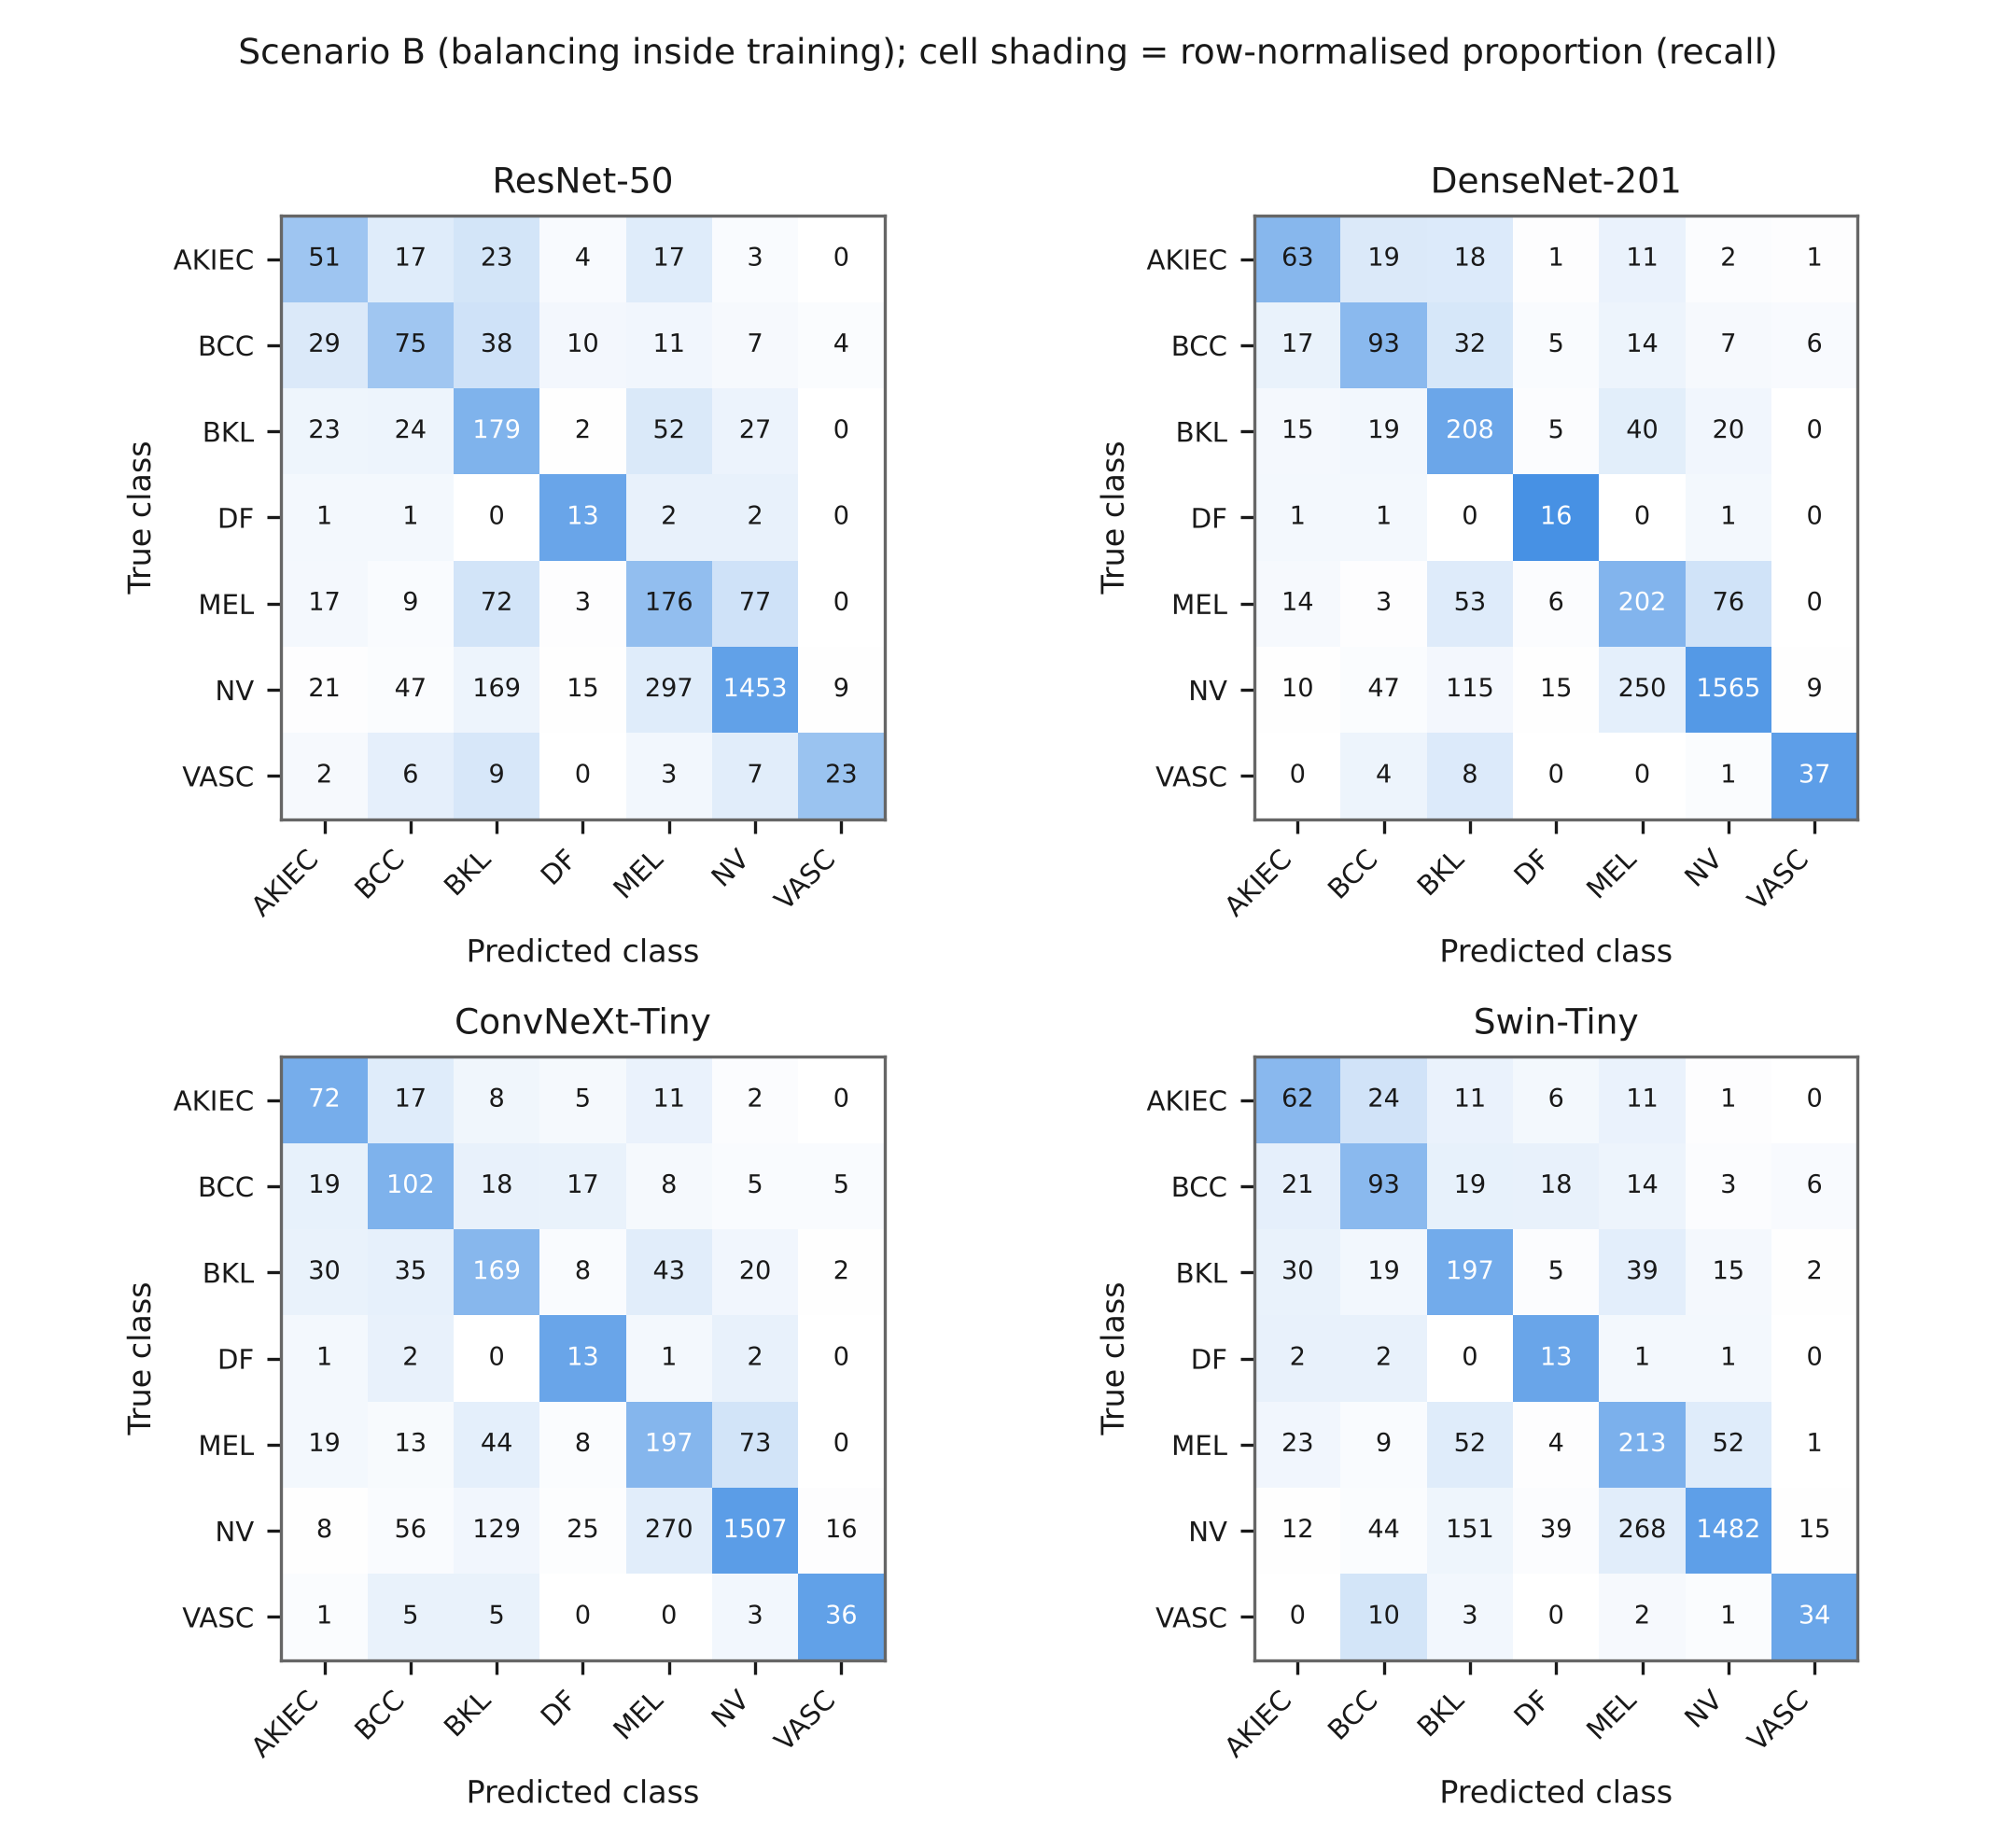 Scenario B (balancing inside training); cell shading = row-normalised proportion (recall)
ResNet-50
True class
AKIEC 51 17 23 4 17 3 0
BCC 29 75 38 10 11 7 4
BKL 23 24 179 2 52 27 0
DF 1 1 0 13 2 2 0
MEL 17 9 72 3 176 77 0
NV 21 47 169 15 297 1453 9
VASC 2 6 9 0 3 7 23
AKIEC BCC BKL DF MEL NV VASC
Predicted class
DenseNet-201
True class
AKIEC 63 19 18 1 11 2 1
BCC 17 93 32 5 14 7 6
BKL 15 19 208 5 40 20 0
DF 1 1 0 16 0 1 0
MEL 14 3 53 6 202 76 0
NV 10 47 115 15 250 1565 9
VASC 0 4 8 0 0 1 37
AKIEC BCC BKL DF MEL NV VASC
Predicted class
ConvNeXt-Tiny
True class
AKIEC 72 17 8 5 11 2 0
BCC 19 102 18 17 8 5 5
BKL 30 35 169 8 43 20 2
DF 1 2 0 13 1 2 0
MEL 19 13 44 8 197 73 0
NV 8 56 129 25 270 1507 16
VASC 1 5 5 0 0 3 36
AKIEC BCC BKL DF MEL NV VASC
Predicted class
Swin-Tiny
True class
AKIEC 62 24 11 6 11 1 0
BCC 21 93 19 18 14 3 6
BKL 30 19 197 5 39 15 2
DF 2 2 0 13 1 1 0
MEL 23 9 52 4 213 52 1
NV 12 44 151 39 268 1482 15
VASC 0 10 3 0 2 1 34
AKIEC BCC BKL DF MEL NV VASC
Predicted class